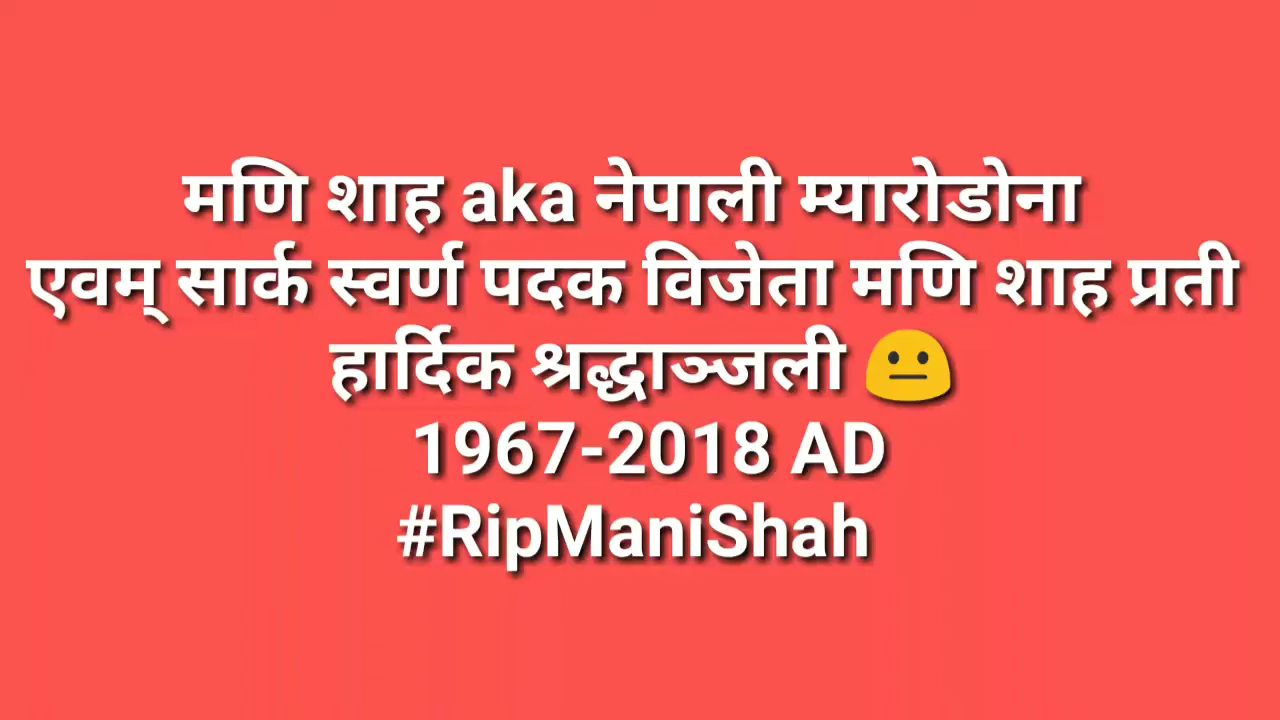 मणि शाह aka नेपाली म्यारोडोना
एवम् सार्क स्वर्ण पदक विजेता मणि शाह प्रती
हार्दिक श्रद्धाञ्जली 😐
1967-2018 AD
#RipManiShah